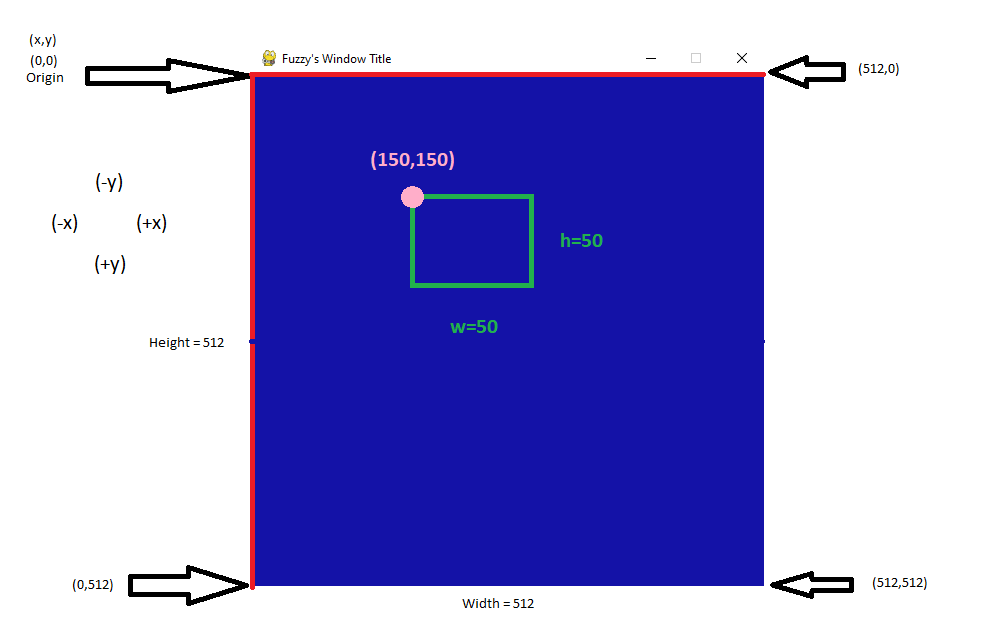 (x,y)
(0,0)
Origin
Fuzzy's Window Title
(512,0)
(150,150)
(-y)
(-x)
(+x)
(+y)
h=50
w=50
Height = 512
(0,512)
(512,512)
Width = 512